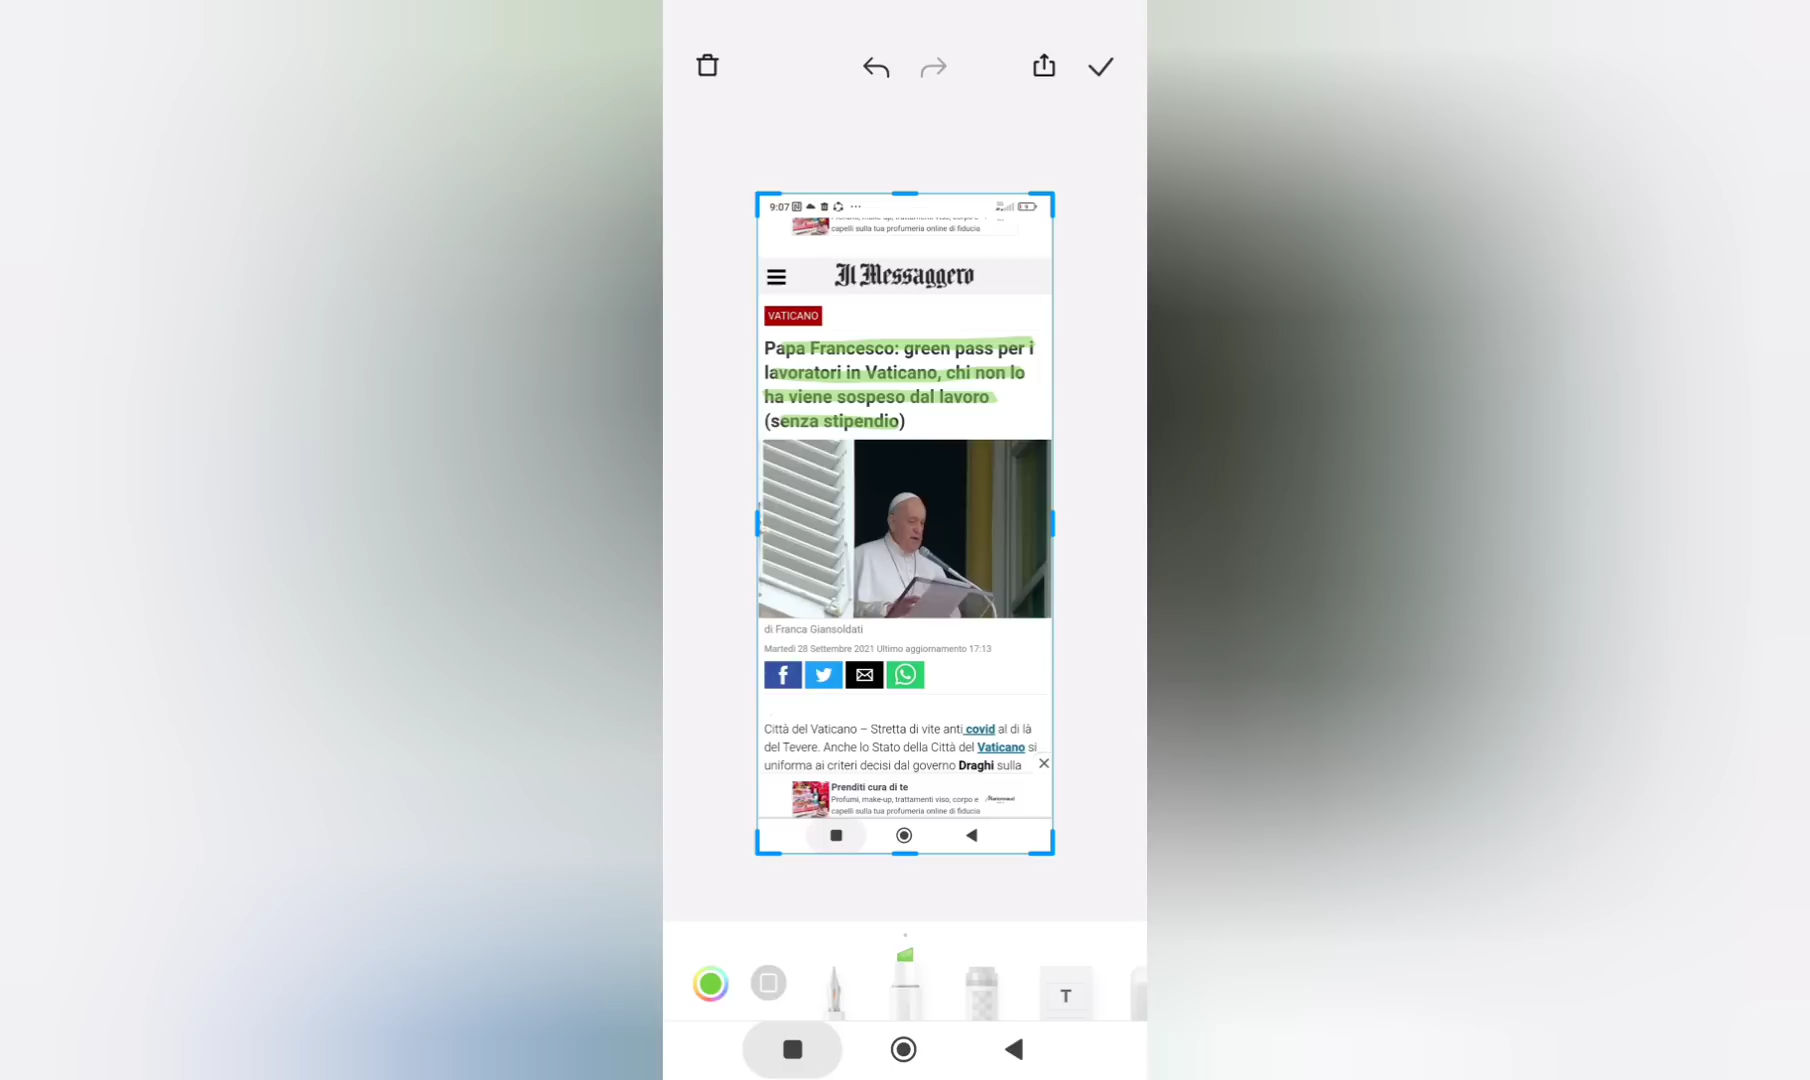 9:07
capelli sulla tua profumeria online di fiducia
Il Messaggero
VATICANO
Papa Francesco: green pass per i
lavoratori in Vaticano, chi non lo
ha viene sospeso dal lavoro
(senza stipendio)
di Franca Giansoldati
Martedì 28 Settembre 2021 Ultimo aggiornamento 17:13
Città del Vaticano – Stretta di vite anti covid al di là
del Tevere. Anche lo Stato della Città del Vaticano si
uniforma ai criteri decisi dal governo Draghi sulla
Prenditi cura di te
Profumi, make-up, trattamenti viso, corpo e
capelli sulla tua profumeria online di fiducia
T